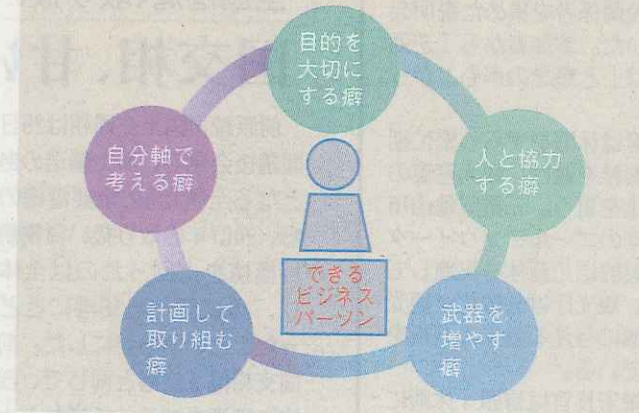 目的を
大切に
する癖
人と協力
する癖
武器を
増やす
癖
計画して
取り組む
癖
自分軸で
考える癖
できる
ビジネス
パーソン